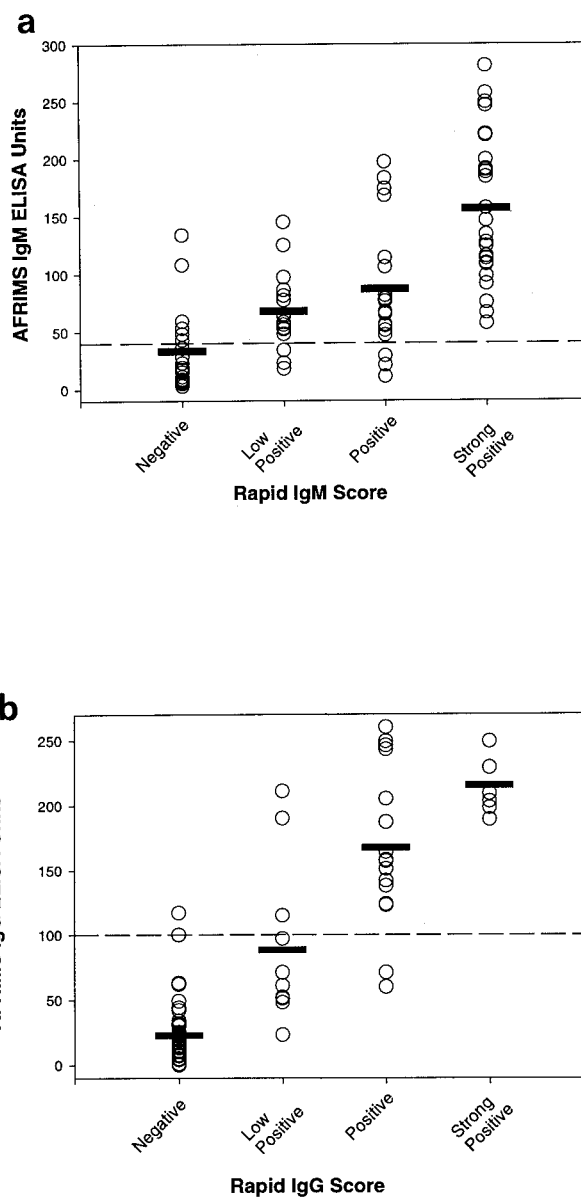 a
AFRIMS IgM ELISA Units
300
250
200
150
100
50
0
Negative
Low
Positive
Positive
Strong
Positive
Rapid IgM Score
b
250
200
150
100
50
0
Negative
Low
Positive
Positive
Strong
Positive
Rapid IgG Score